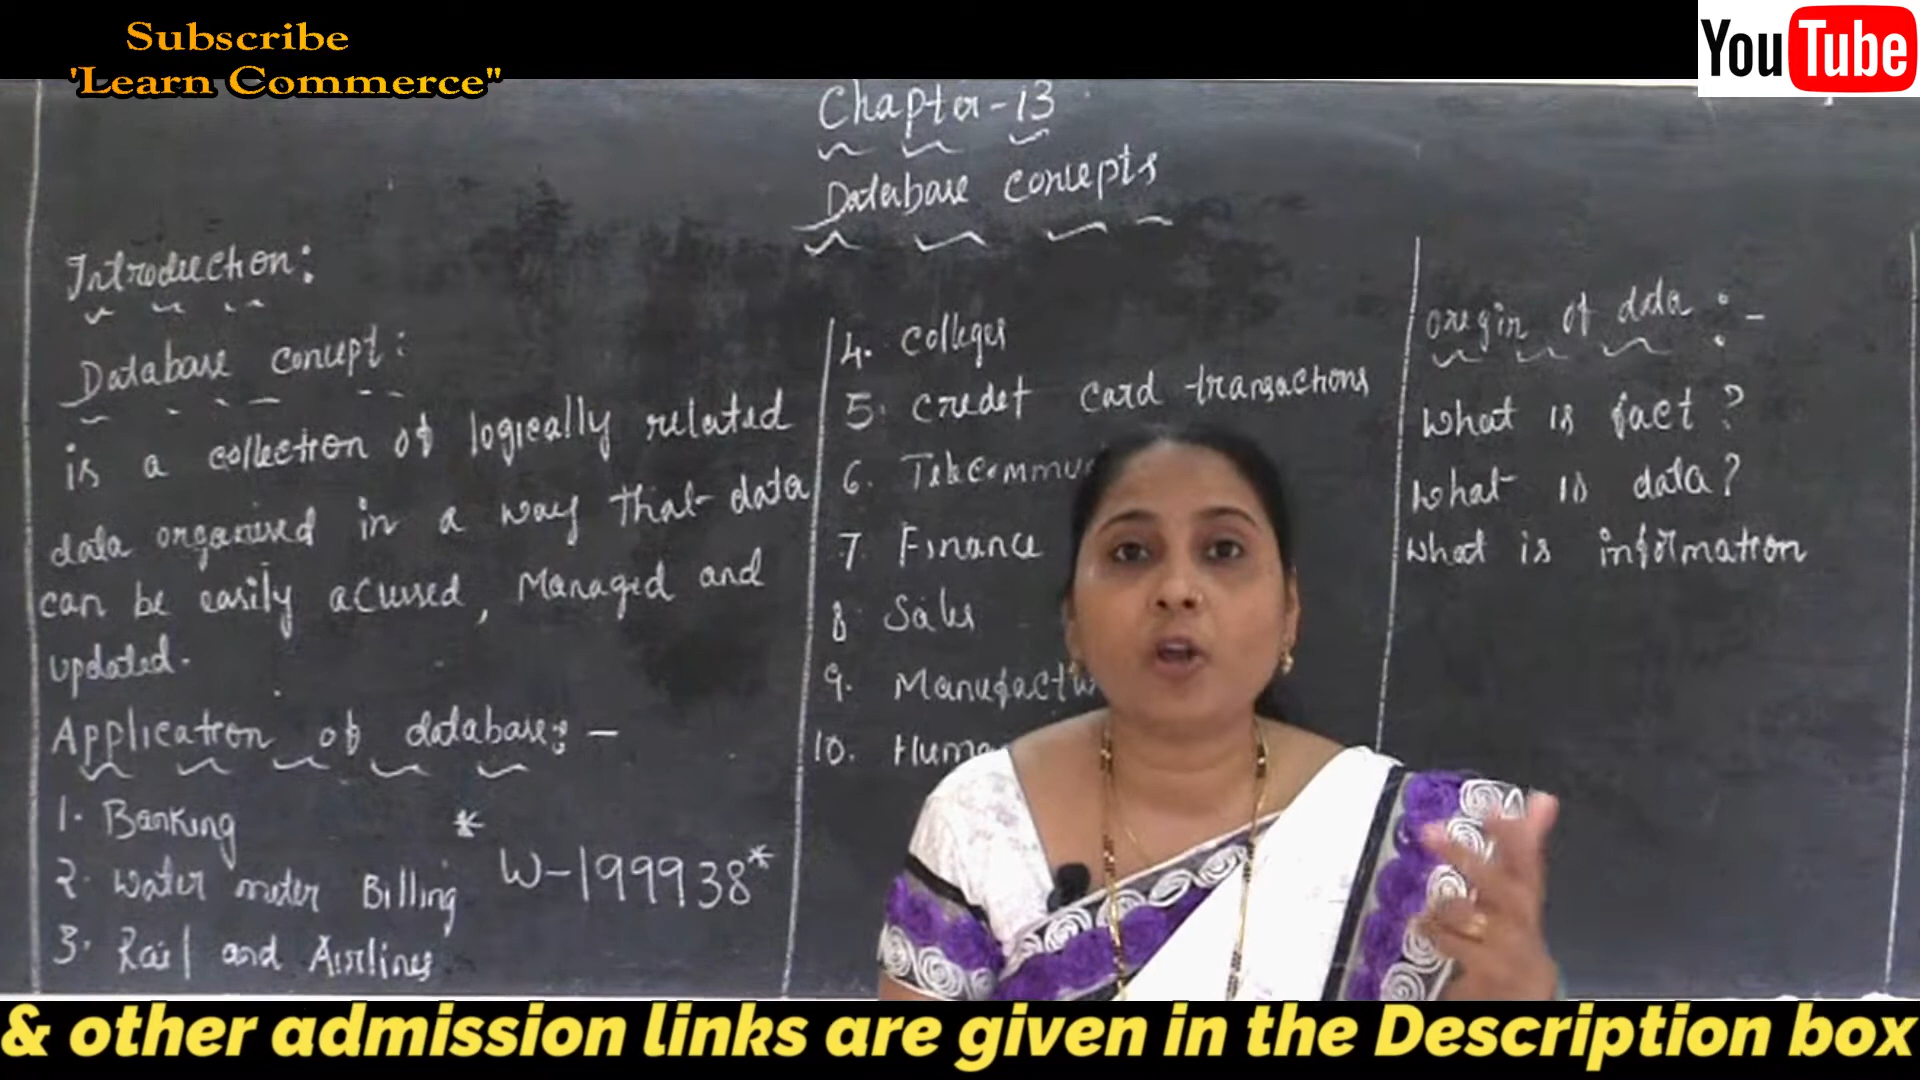 Subscribe
'Learn Commerce"
YouTube
Chapter-13
Database concepts
Introduction:
Database concept:
is a collection of logically related
data organised in a way that data
can be easily accessed, Managed and
updated.
Application of database:-
1. Banking
2. Water meter Billing
3. Rail and Airlines
* W-199938*
4. Colleges
5. Credet card transactions
6. Telecommu
7 Finance
8 Sales
9. Manufactu
10. Huma
origin of data :-
What is fact?
What is data?
What is information
& other admission links are given in the Description box